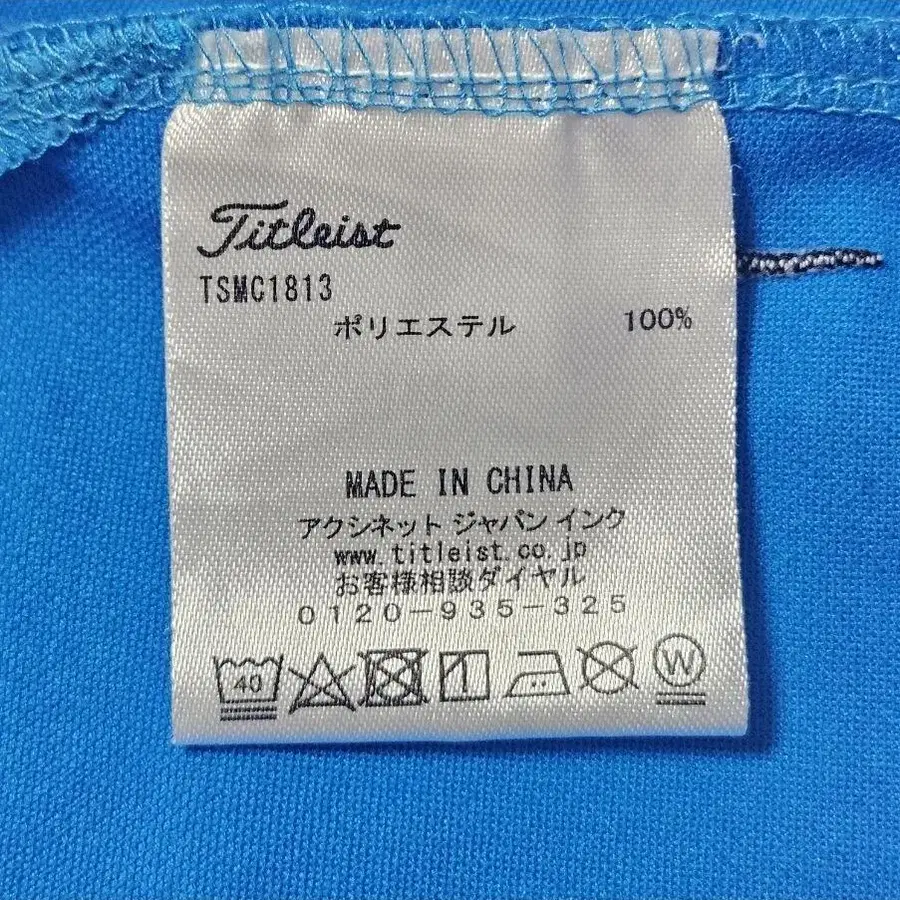 Titleist
TSMC1813
ポリエステル 100%
MADE IN CHINA
アクシネット ジャパン インク
www.titleist.co.jp
お客様相談ダイヤル
0120-935-325
40 W